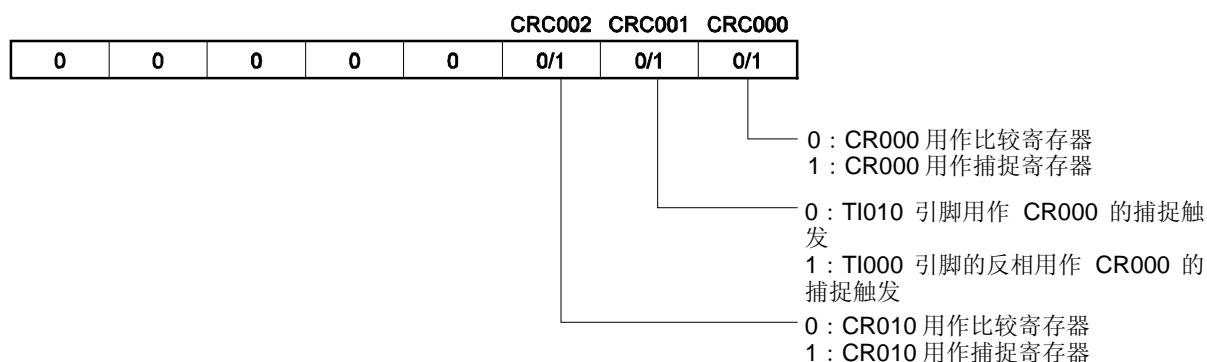 CRC002 CRC001 CRC000
0 0 0 0 0 0/1 0/1 0/1
0：CR000 用作比较寄存器
1：CR000 用作捕捉寄存器
0：TI010 引脚用作 CR000 的捕捉触
发
1：TI000 引脚的反相用作 CR000 的
捕捉触发
0：CR010 用作比较寄存器
1：CR010 用作捕捉寄存器